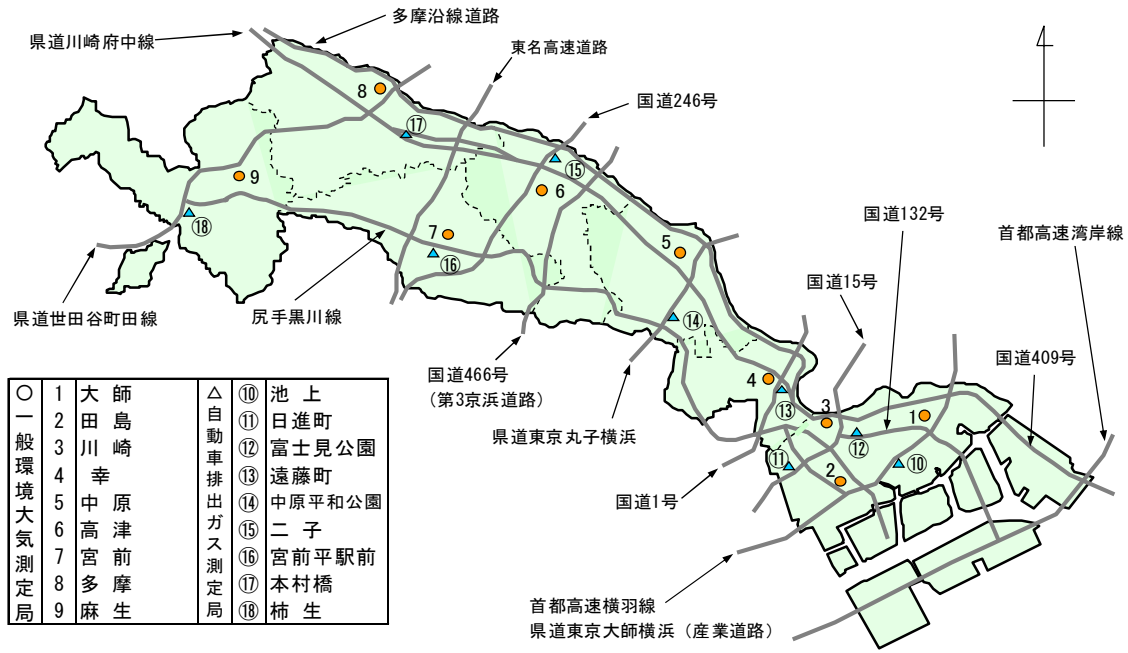 多摩沿線道路
県道川崎府中線
東名高速道路
国道246号
8
⑰
⑮
9
6
⑱
7
⑯
5
国道132号
首都高速湾岸線
国道15号
県道世田谷町田線
尻手黒川線
⑭
国道466号
(第3京浜道路)
国道409号
4
⑬
3
1
県道東京丸子横浜
⑫
⑪
⑩
2
国道1号
首都高速横羽線
県道東京大師横浜(産業道路)
○一般環境大気測定局
1 大師
2 田島
3 川崎
4 幸
5 中原
6 高津
7 宮前
8 多摩
9 麻生
△自動車排出ガス測定局
⑩ 池上
⑪ 日進町
⑫ 富士見公園
⑬ 遠藤町
⑭ 中原平和公園
⑮ 二子
⑯ 宮前平駅前
⑰ 本村橋
⑱ 柿生